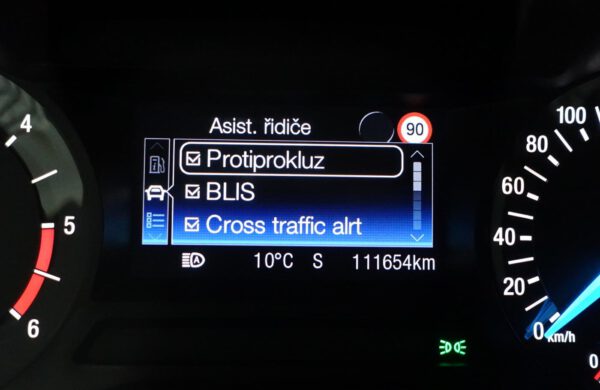 Asist. řidiče
90
Protiprokluz
BLIS
Cross traffic alrt
10°C S 111654km
4
5
6
100
80
60
40
20
0
km/h
0